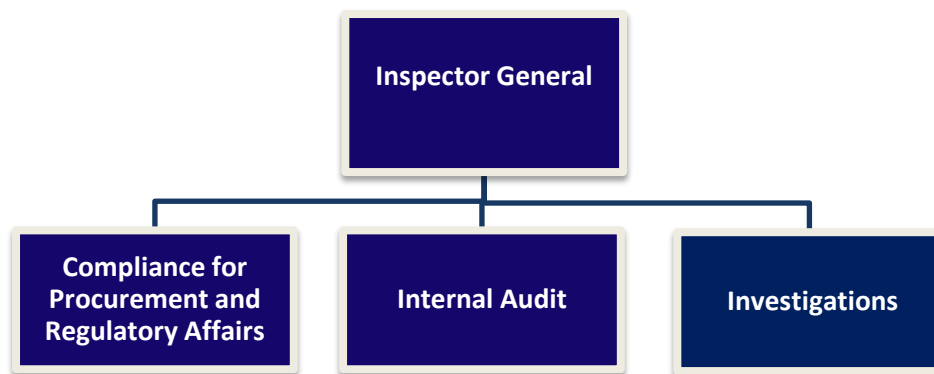 Inspector General
Compliance for
Procurement and
Regulatory Affairs
Internal Audit
Investigations